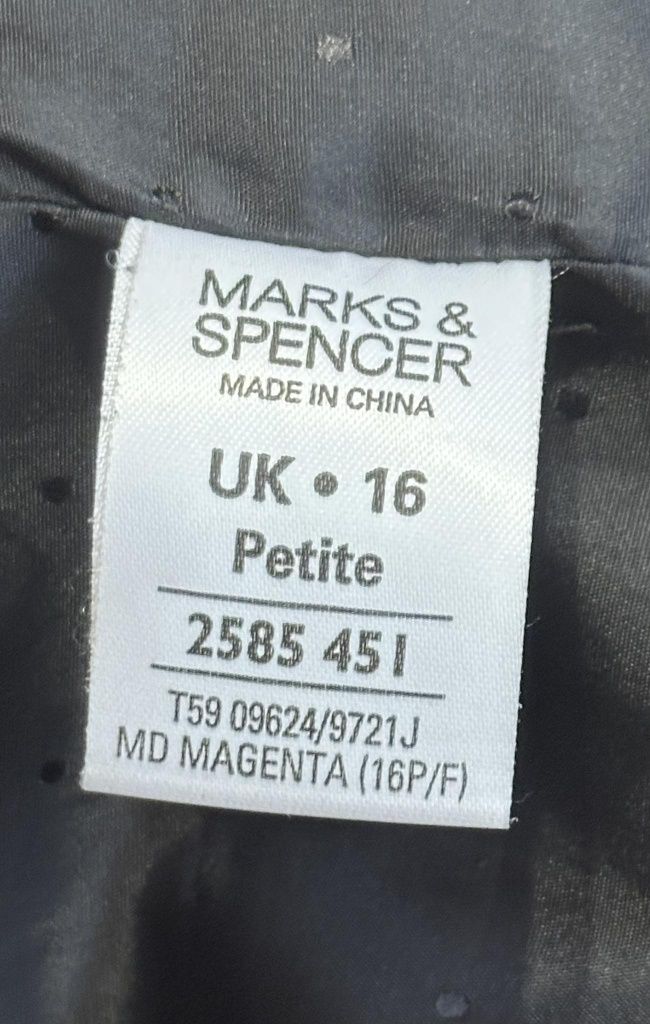 MARKS &
SPENCER
MADE IN CHINA
UK • 16
Petite
2585 45I
T59 09624/9721J
MD MAGENTA (16P/F)